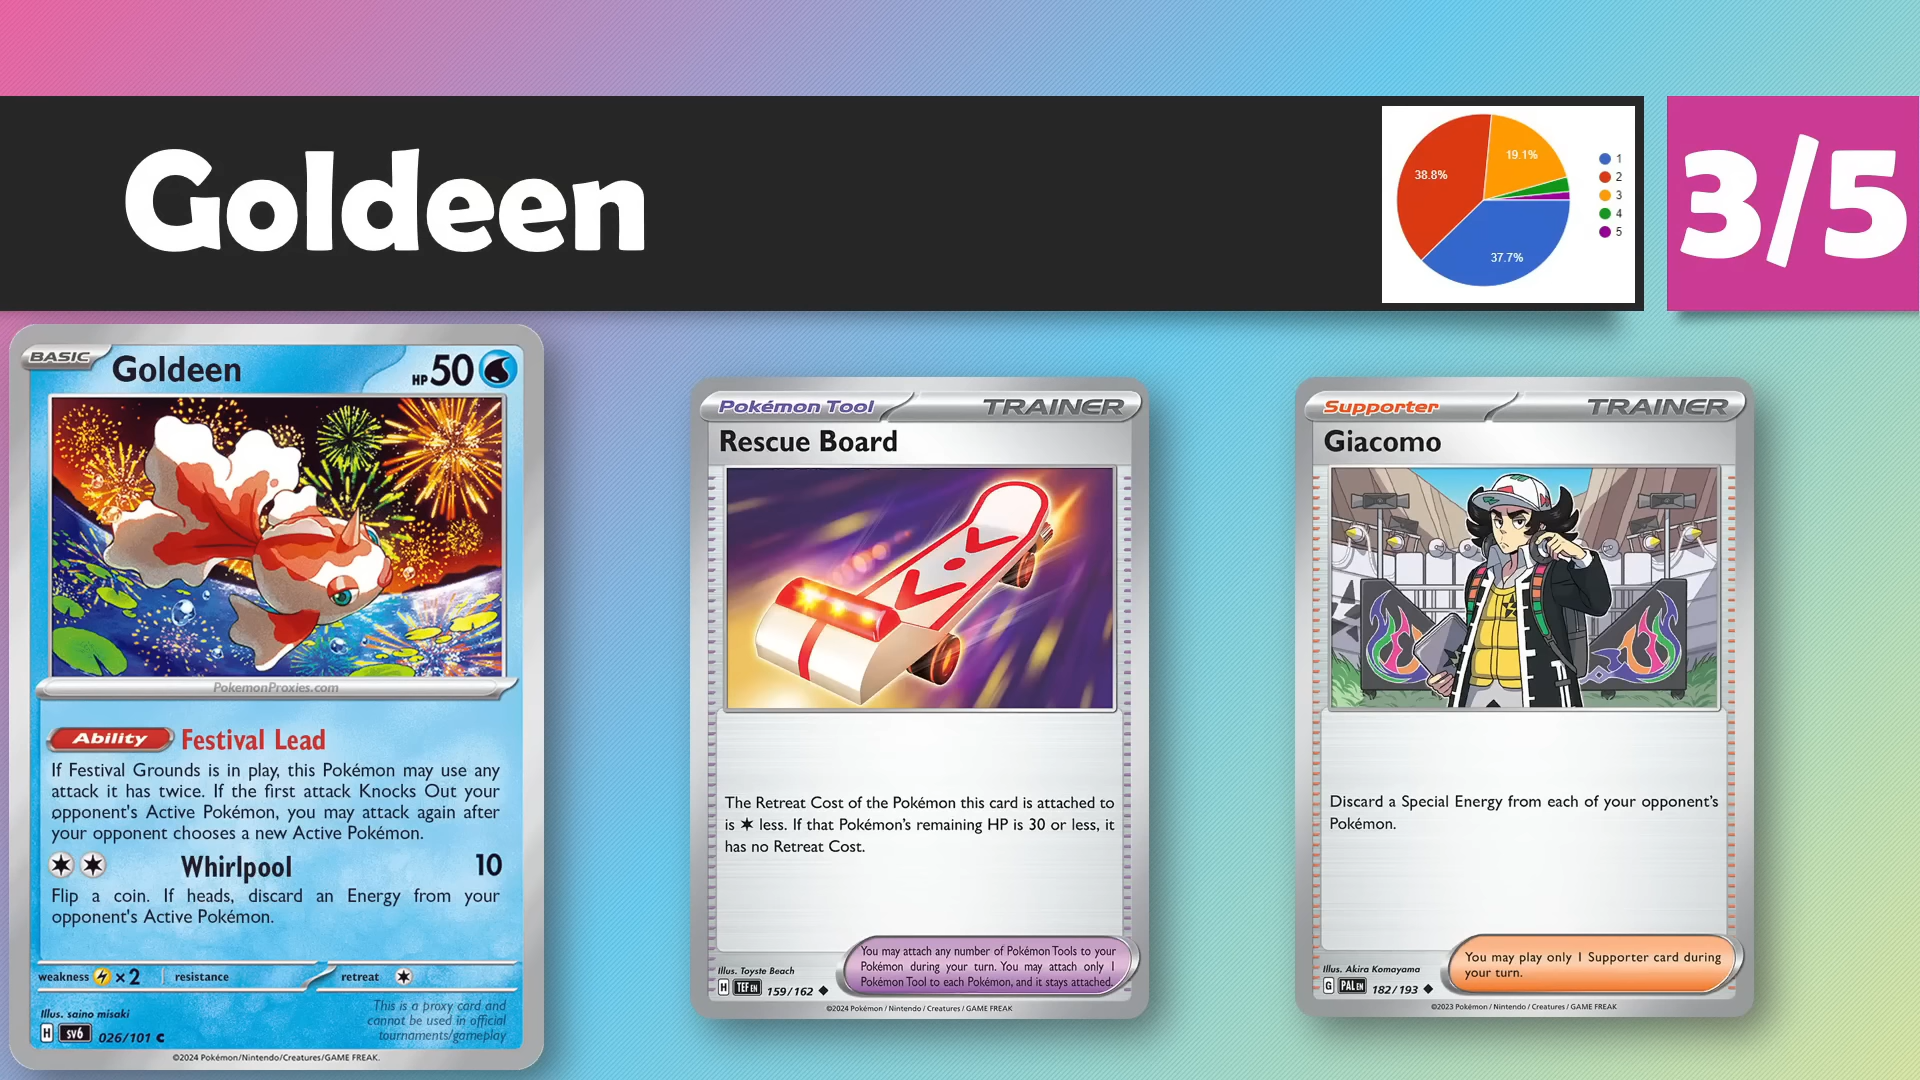 Goldeen
38.8%
19.1%
37.7%
1
2
3
4
5
3/5
BASIC
Goldeen
HP 50
PokemonProxies.com
Ability Festival Lead
If Festival Grounds is in play, this Pokémon may use any
attack it has twice. If the first attack Knocks Out your
opponent's Active Pokémon, you may attack again after
your opponent chooses a new Active Pokémon.
Whirlpool 10
Flip a coin. If heads, discard an Energy from your
opponent's Active Pokémon.
weakness ×2 resistance retreat
Illus. saino misaki
H sv6 026/101 C
This is a proxy card and
cannot be used in official
tournaments/gameplay
©2024 Pokémon/Nintendo/Creatures/GAME FREAK.
Pokémon Tool TRAINER
Rescue Board
The Retreat Cost of the Pokémon this card is attached to
is less. If that Pokémon's remaining HP is 30 or less, it
has no Retreat Cost.
You may attach any number of Pokémon Tools to your
Pokémon during your turn. You may attach only 1
Pokémon Tool to each Pokémon, and it stays attached.
Illus. Toyste Beach
H TEF EN 159/162
©2024 Pokémon / Nintendo / Creatures / GAME FREAK
Supporter TRAINER
Giacomo
Discard a Special Energy from each of your opponent's
Pokémon.
You may play only 1 Supporter card during
your turn.
Illus. Akira Komayama
G PAL EN 182/193
©2023 Pokémon / Nintendo / Creatures / GAME FREAK